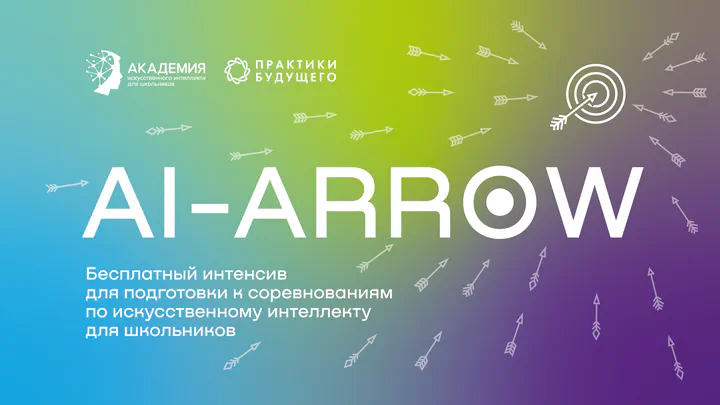 АКАДЕМИЯ
искусственного интеллекта
для школьников
ПРАКТИКИ
БУДУЩЕГО
AI-ARROW
Бесплатный интенсив
для подготовки к соревнованиям
по искусственному интеллекту
для школьников